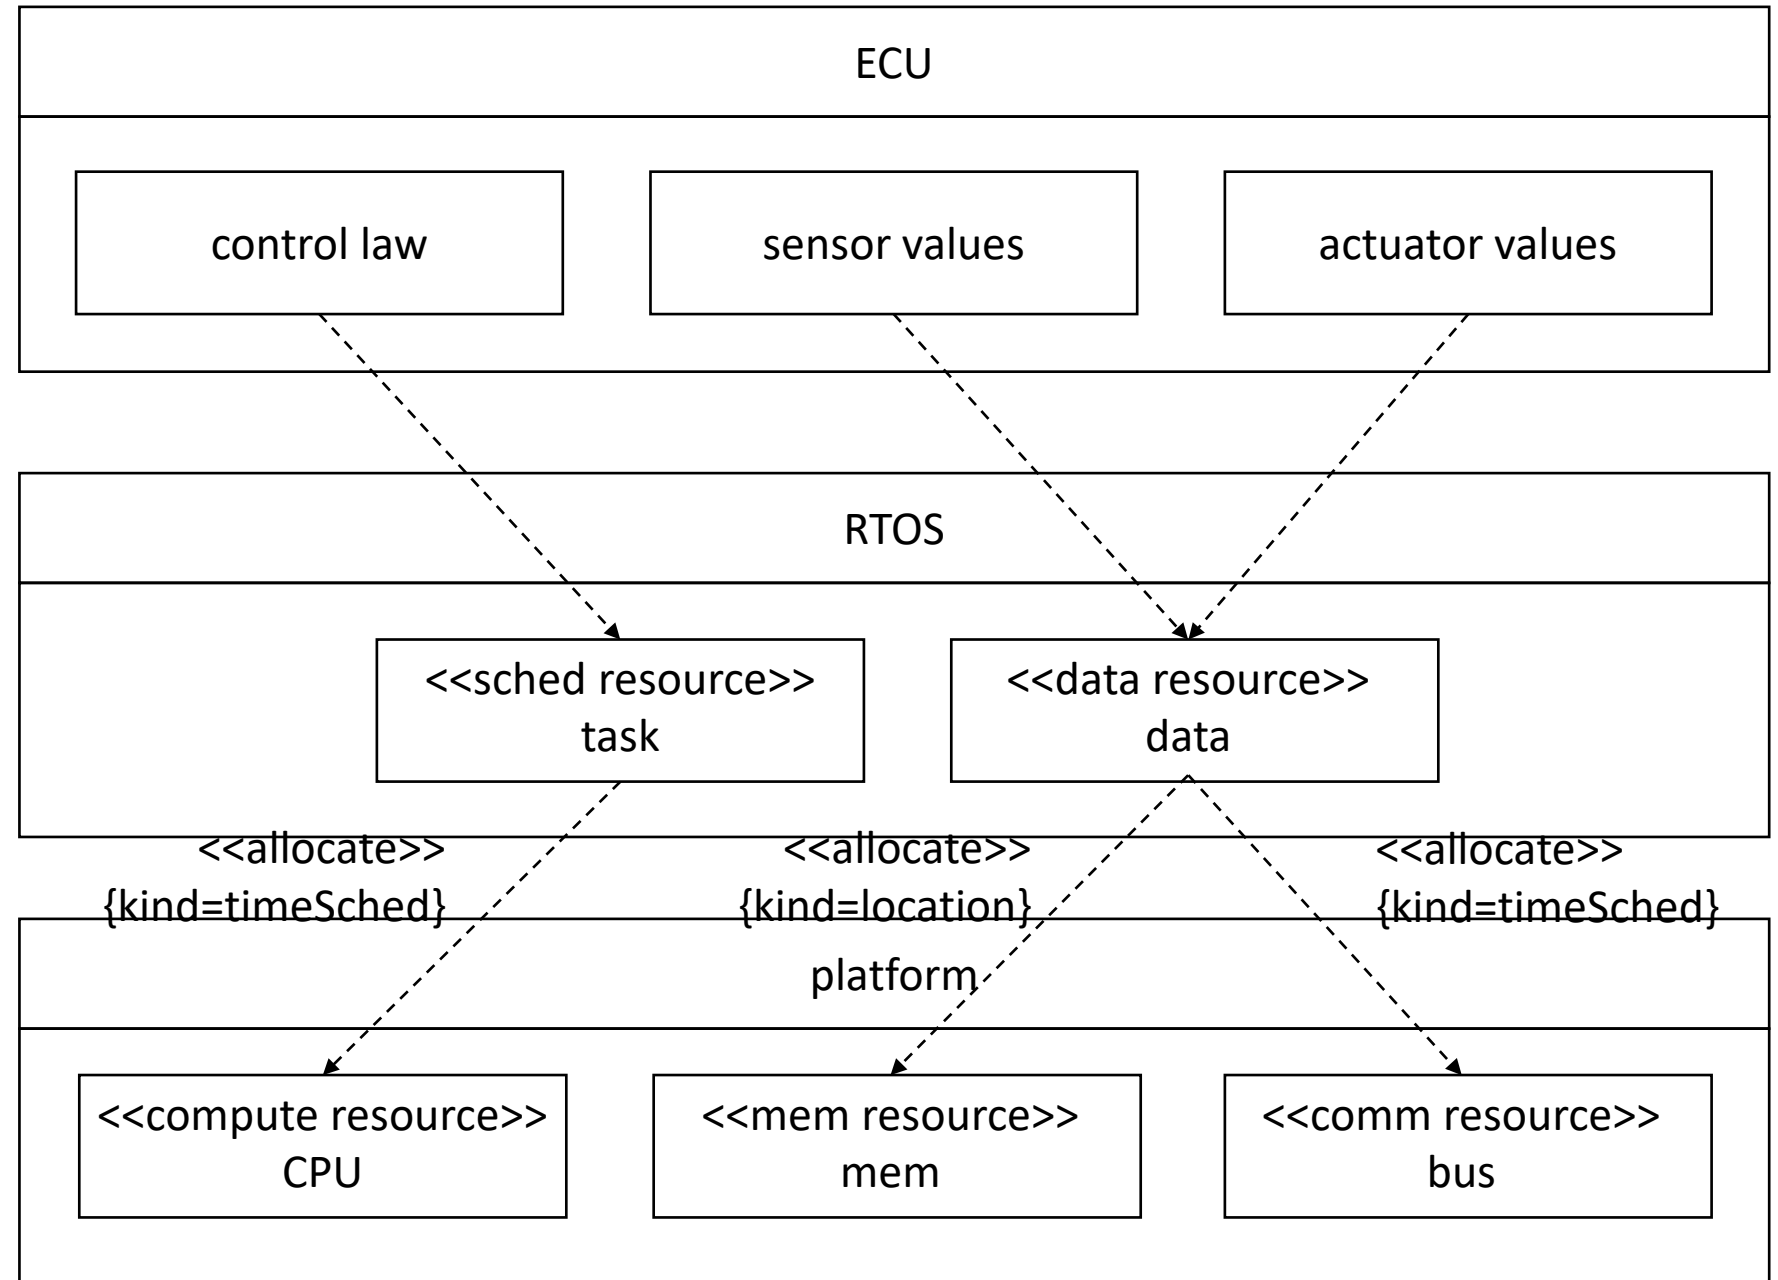 ECU
control law
sensor values
actuator values
RTOS
<<sched resource>>
task
<<data resource>>
data
<<allocate>>
{kind=timeSched}
<<allocate>>
{kind=location}
<<allocate>>
{kind=timeSched}
platform
<<compute resource>>
CPU
<<mem resource>>
mem
<<comm resource>>
bus